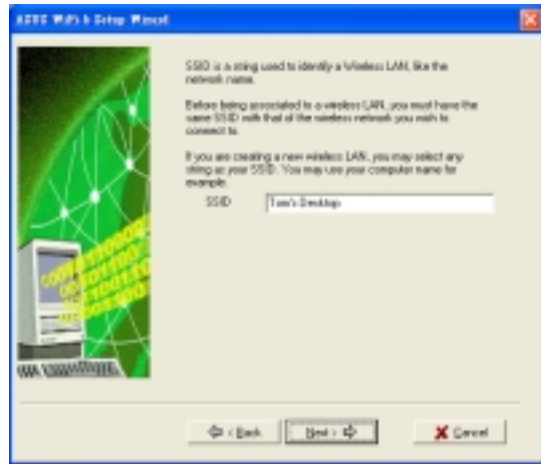 ASUS WiFi-b Setup Wizard
SSID is a string used to identify a Wireless LAN, like the
network name.
Before being associated to a wireless LAN, you must have the
same SSID with that of the wireless network you wish to
connect to.
If you are creating a new wireless LAN, you may select any
string as your SSID. You may use your computer name for
example.
SSID
Tom's Desktop
< Back
Next >
Cancel